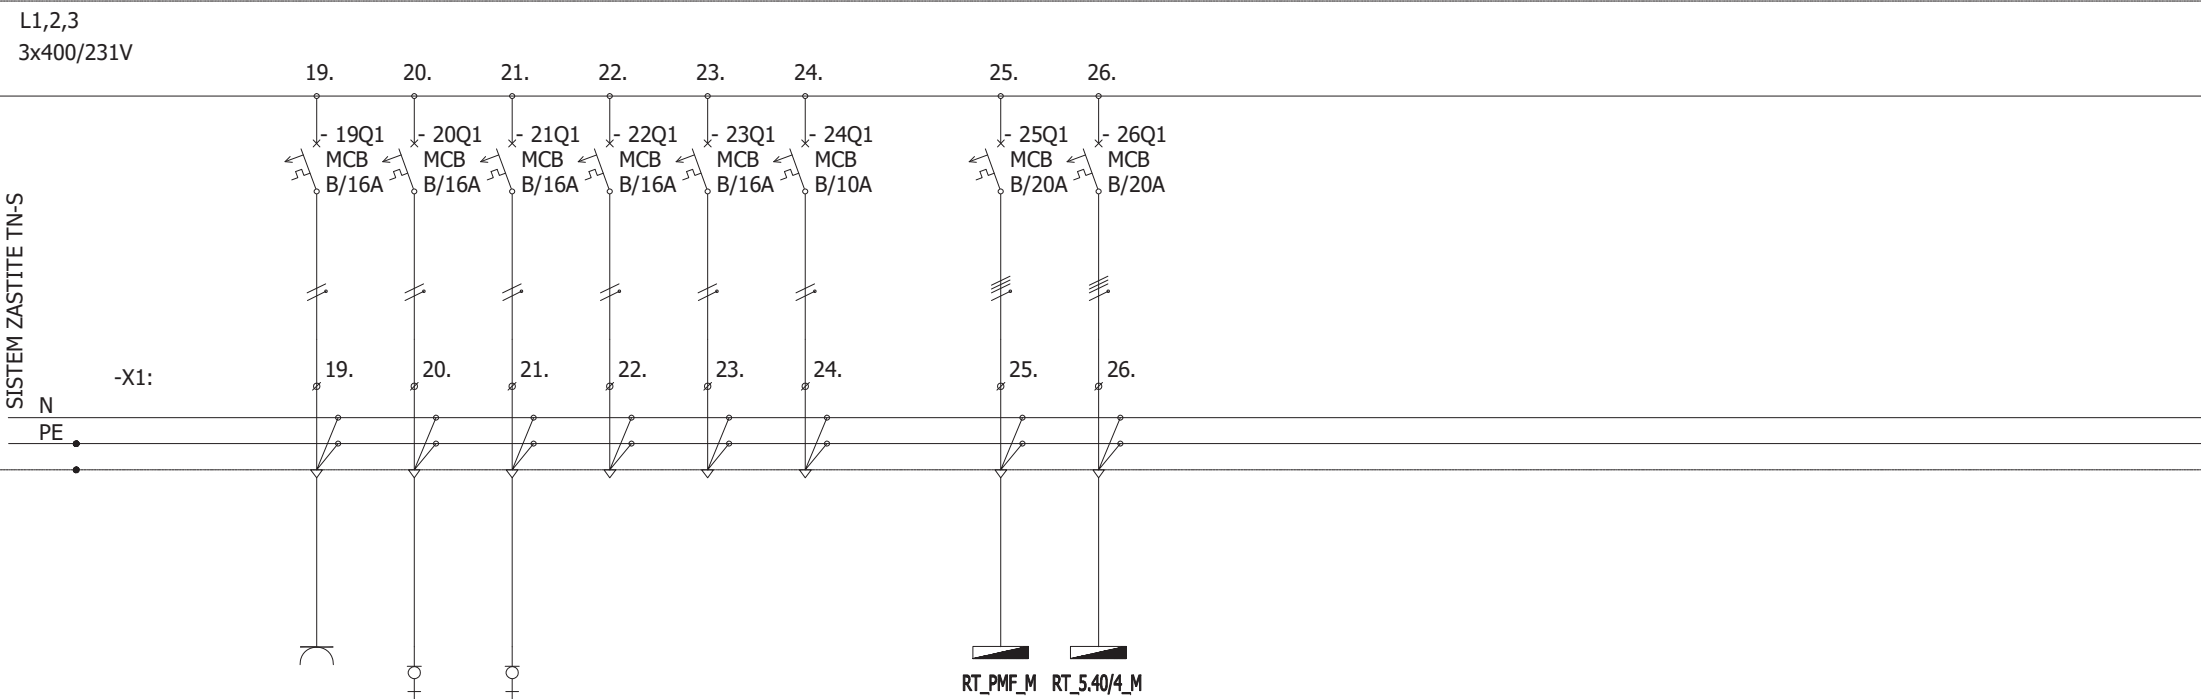 L1,2,3
3x400/231V
19. 20. 21. 22. 23. 24. 25. 26.
- 19Q1 - 20Q1 - 21Q1 - 22Q1 - 23Q1 - 24Q1 - 25Q1 - 26Q1
MCB MCB MCB MCB MCB MCB MCB MCB
B/16A B/16A B/16A B/16A B/16A B/10A B/20A B/20A
SISTEM ZASTITE TN-S
-X1: 19. 20. 21. 22. 23. 24. 25. 26.
N
PE
RT_PMF_M RT_5.40/4_M